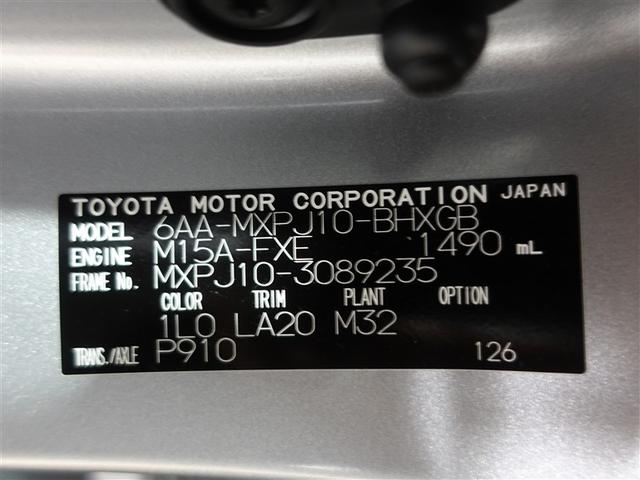 TOYOTA MOTOR CORPORATION JAPAN
MODEL 6AA-MXPJ10-BHXGB
ENGINE M15A-FXE 1490 mL
FRAME No. MXPJ10-3089235
COLOR TRIM PLANT OPTION
1L0 LA20 M32
TRANS./AXLE P910 126